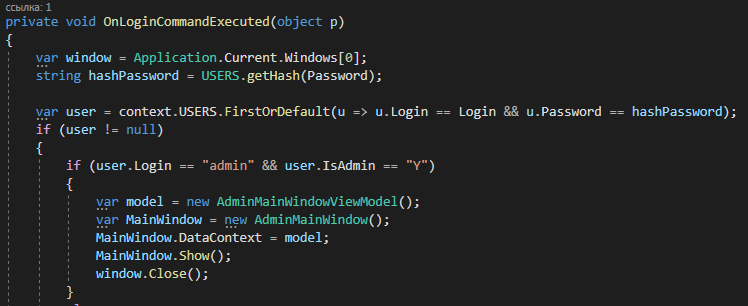 ссылка: 1
private void OnLoginCommandExecuted(object p)
{
var window = Application.Current.Windows[0];
string hashPassword = USERS.getHash(Password);
var user = context.USERS.FirstOrDefault(u => u.Login == Login && u.Password == hashPassword);
if (user != null)
{
if (user.Login == "admin" && user.IsAdmin == "Y")
{
var model = new AdminMainWindowViewModel();
var MainWindow = new AdminMainWindow();
MainWindow.DataContext = model;
MainWindow.Show();
window.Close();
}